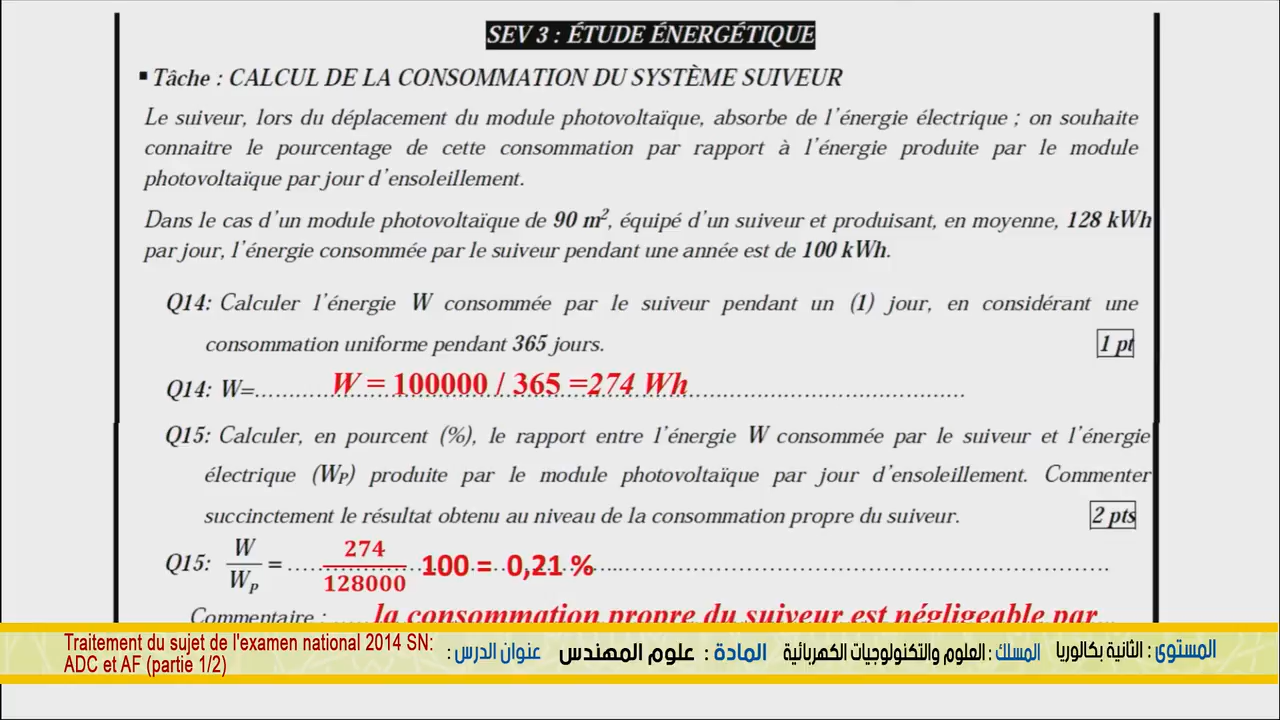 SEV 3 : ÉTUDE ÉNERGÉTIQUE
▪ Tâche : CALCUL DE LA CONSOMMATION DU SYSTÈME SUIVEUR
Le suiveur, lors du déplacement du module photovoltaïque, absorbe de l'énergie électrique ; on souhaite
connaitre le pourcentage de cette consommation par rapport à l'énergie produite par le module
photovoltaïque par jour d'ensoleillement.
Dans le cas d'un module photovoltaïque de 90 m², équipé d'un suiveur et produisant, en moyenne, 128 kWh
par jour, l'énergie consommée par le suiveur pendant une année est de 100 kWh.
Q14: Calculer l'énergie W consommée par le suiveur pendant un (1) jour, en considérant une
consommation uniforme pendant 365 jours. 1 pt
Q14: W=.......... W = 100000 / 365 =274 Wh ..........
Q15: Calculer, en pourcent (%), le rapport entre l'énergie W consommée par le suiveur et l'énergie
électrique (WP) produite par le module photovoltaïque par jour d'ensoleillement. Commenter
succinctement le résultat obtenu au niveau de la consommation propre du suiveur. 2 pts
Q15: W/Wp = ..... 274/128000 100 = 0,21 % ..........
Commentaire : ..... la consommation propre du suiveur est négligeable par...
المستوى : الثانية بكالوريا المسلك : العلوم والتكنولوجيات الكهربائية المادة : علوم المهندس عنوان الدرس :
Traitement du sujet de l'examen national 2014 SN:
ADC et AF (partie 1/2)